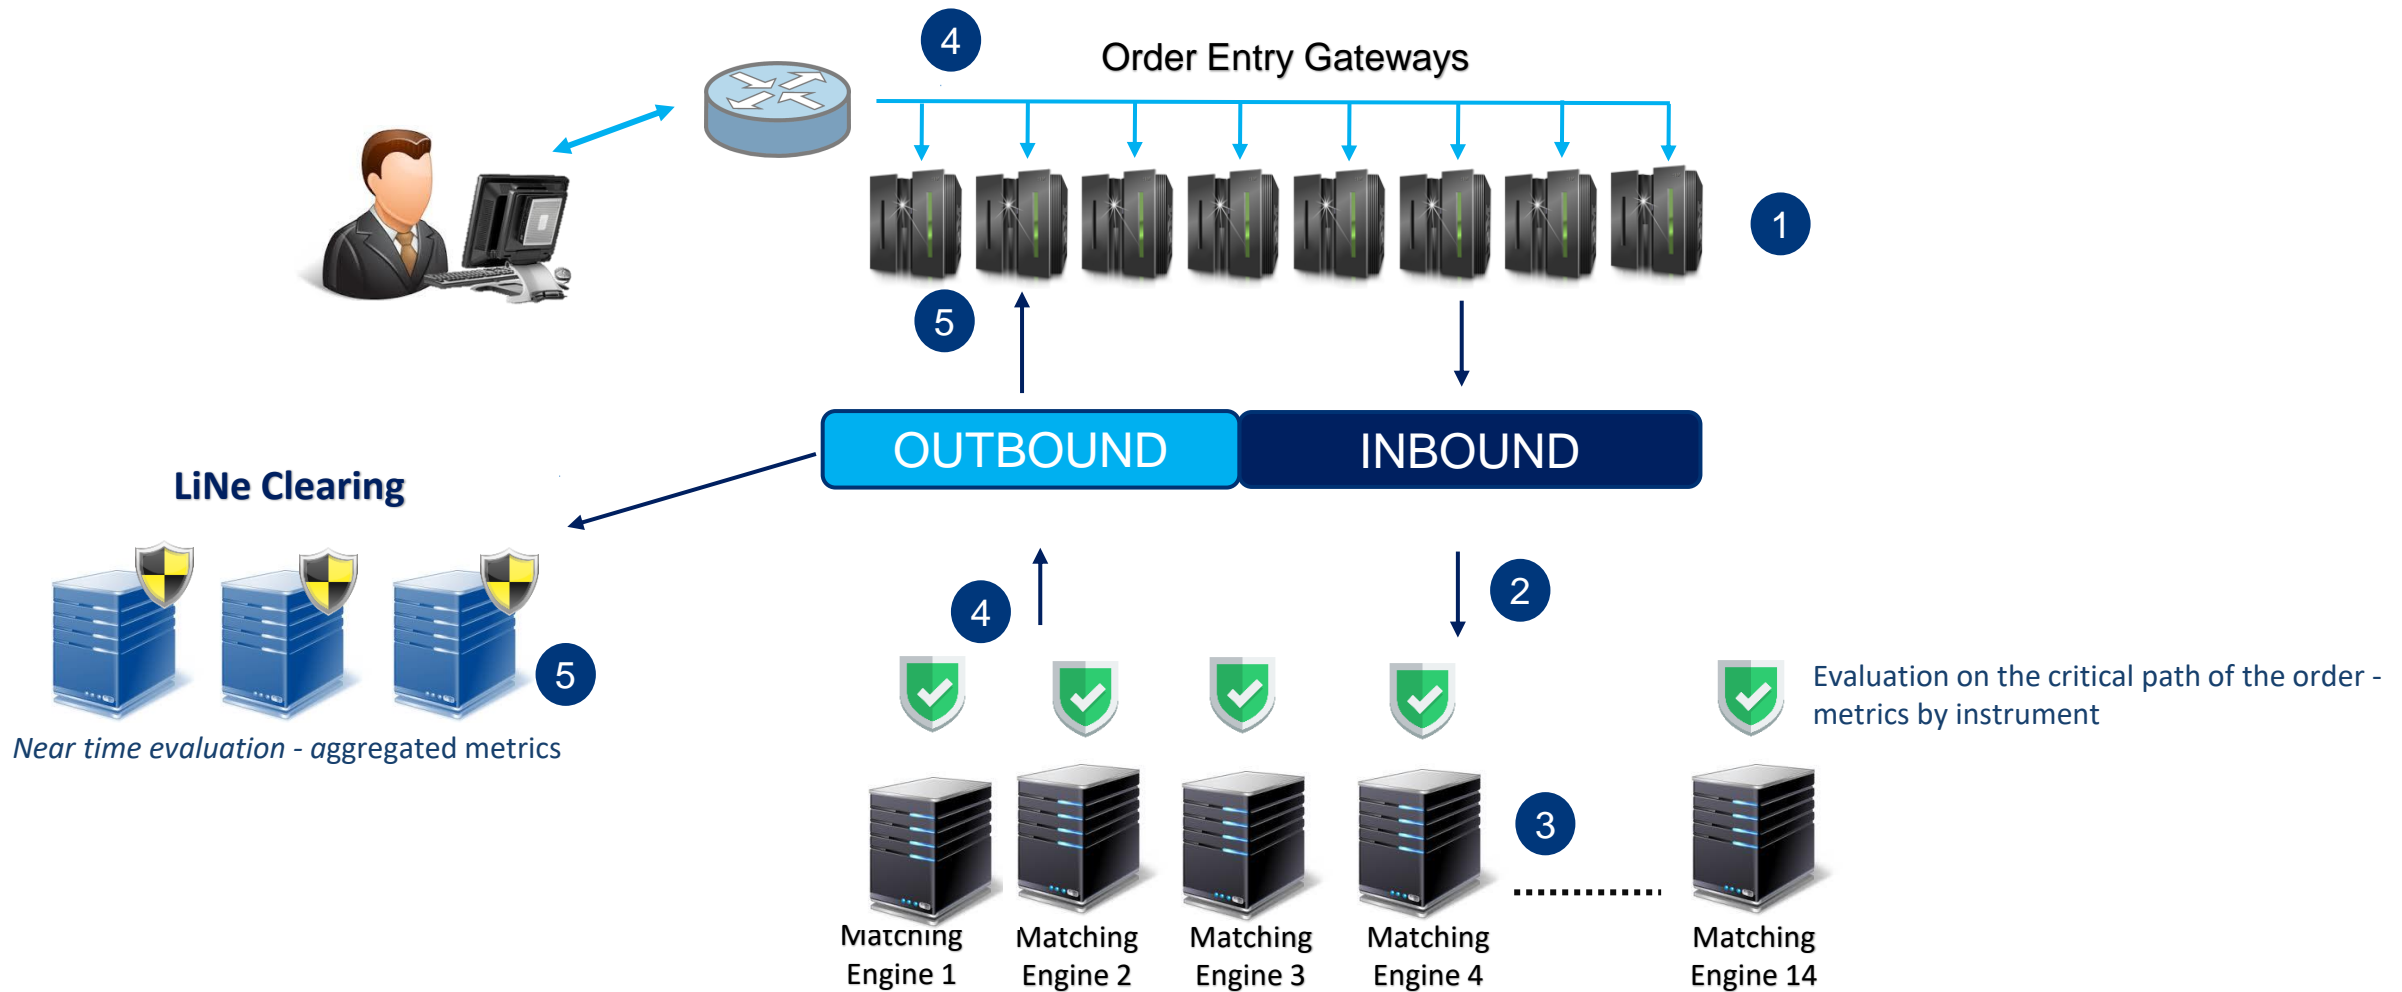 4
Order Entry Gateways
1
5
OUTBOUND
INBOUND
LiNe Clearing
2
4
5
Near time evaluation - aggregated metrics
Evaluation on the critical path of the order -
metrics by instrument
3
Matching
Engine 1
Matching
Engine 2
Matching
Engine 3
Matching
Engine 4
Matching
Engine 14